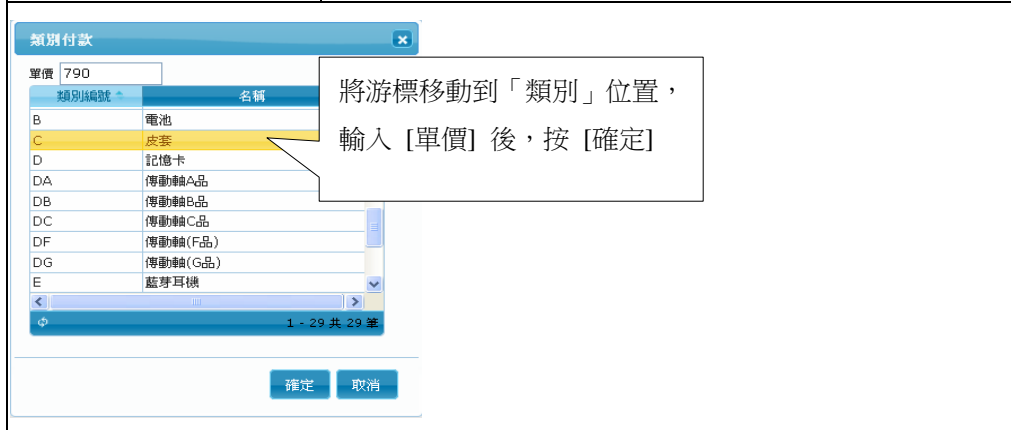 類別付款
單價 790
類別編號 名稱
B 電池
C 皮套
D 記憶卡
DA 傳動軸A品
DB 傳動軸B品
DC 傳動軸C品
DF 傳動軸(F品)
DG 傳動軸(G品)
E 藍芽耳機
1 - 29 共 29 筆
確定 取消
將游標移動到「類別」位置，
輸入 [單價] 後，按 [確定]